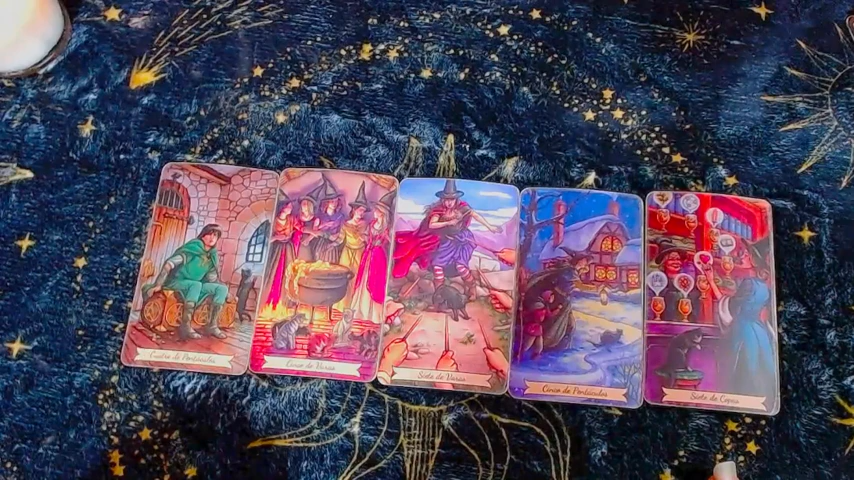 Cuatro de Pentáculos
Cinco de Varas
Siete de Varas
Cinco de Pentáculos
Siete de Copas